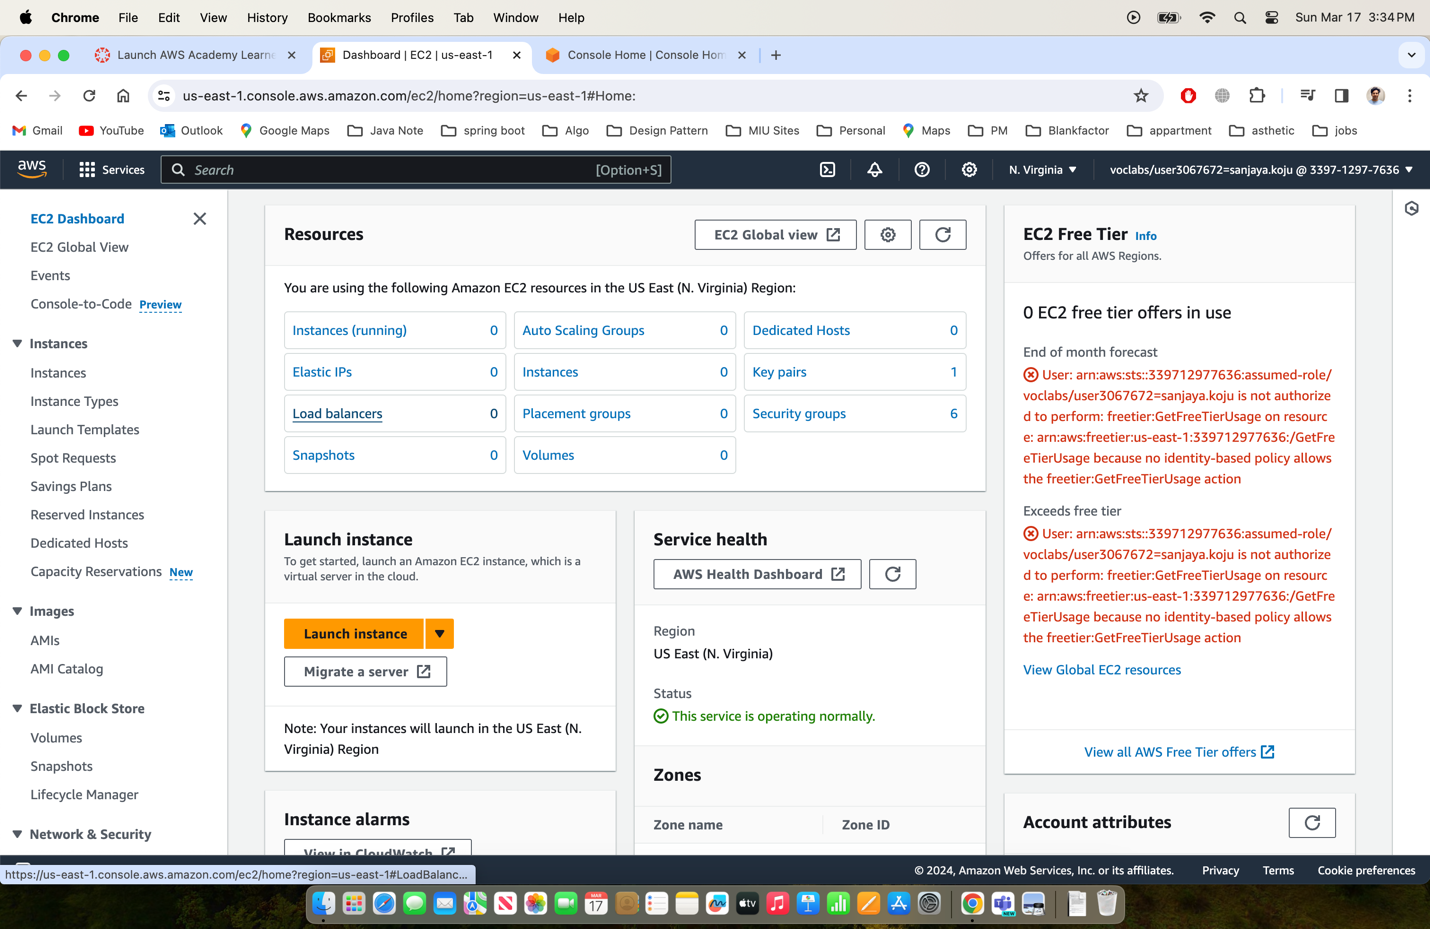 Chrome File Edit View History Bookmarks Profiles Tab Window Help Sun Mar 17 3:34 PM
Launch AWS Academy Learne
Dashboard | EC2 | us-east-1
Console Home | Console Hom
us-east-1.console.aws.amazon.com/ec2/home?region=us-east-1#Home:
Gmail YouTube Outlook Google Maps Java Note spring boot Algo Design Pattern MIU Sites Personal Maps PM Blankfactor appartment asthetic jobs
aws Services Search [Option+S] N. Virginia voclabs/user3067672=sanjaya.koju @ 3397-1297-7636
EC2 Dashboard
EC2 Global View
Events
Console-to-Code Preview
Instances
Instances
Instance Types
Launch Templates
Spot Requests
Savings Plans
Reserved Instances
Dedicated Hosts
Capacity Reservations New
Images
AMIs
AMI Catalog
Elastic Block Store
Volumes
Snapshots
Lifecycle Manager
Network & Security
Resources
EC2 Global view
You are using the following Amazon EC2 resources in the US East (N. Virginia) Region:
Instances (running) 0 Auto Scaling Groups 0 Dedicated Hosts 0
Elastic IPs 0 Instances 0 Key pairs 1
Load balancers 0 Placement groups 0 Security groups 6
Snapshots 0 Volumes 0
Launch instance
To get started, launch an Amazon EC2 instance, which is a
virtual server in the cloud.
Launch instance
Migrate a server
Note: Your instances will launch in the US East (N.
Virginia) Region
Instance alarms
View in CloudWatch
Service health
AWS Health Dashboard
Region
US East (N. Virginia)
Status
This service is operating normally.
Zones
Zone name Zone ID
EC2 Free Tier Info
Offers for all AWS Regions.
0 EC2 free tier offers in use
End of month forecast
User: arn:aws:sts::339712977636:assumed-role/
voclabs/user3067672=sanjaya.koju is not authorize
d to perform: freetier:GetFreeTierUsage on resourc
e: arn:aws:freetier:us-east-1:339712977636:/GetFre
eTierUsage because no identity-based policy allows
the freetier:GetFreeTierUsage action
Exceeds free tier
User: arn:aws:sts::339712977636:assumed-role/
voclabs/user3067672=sanjaya.koju is not authorize
d to perform: freetier:GetFreeTierUsage on resourc
e: arn:aws:freetier:us-east-1:339712977636:/GetFre
eTierUsage because no identity-based policy allows
the freetier:GetFreeTierUsage action
View Global EC2 resources
View all AWS Free Tier offers
Account attributes
https://us-east-1.console.aws.amazon.com/ec2/home?region=us-east-1#LoadBalanc...
© 2024, Amazon Web Services, Inc. or its affiliates. Privacy Terms Cookie preferences
MAR
17
tv
NEW